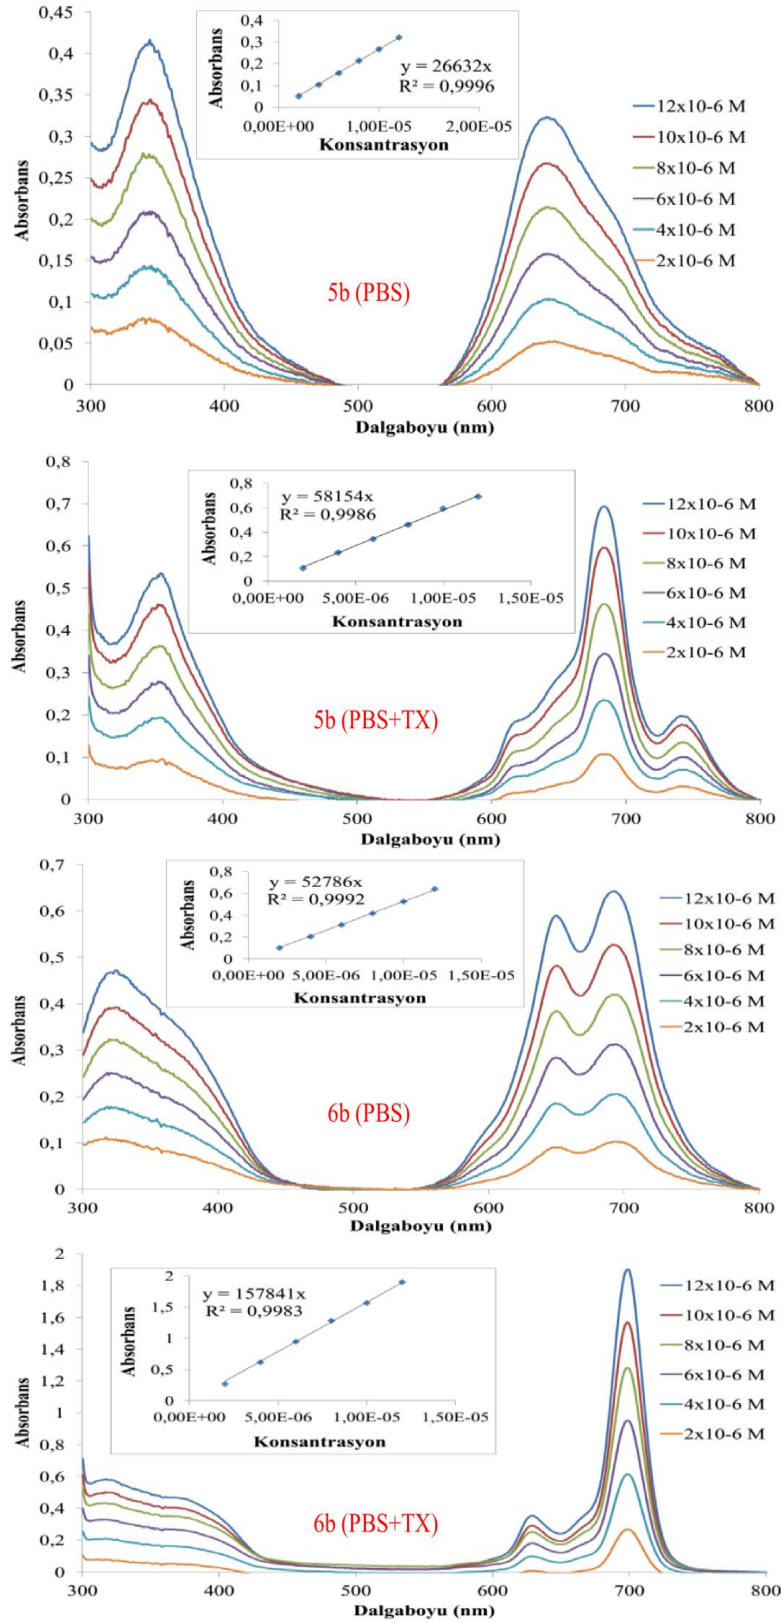 0,45
0,4
0,35
0,3
0,25
0,2
0,15
0,1
0,05
0
Absorbans
300
400
500
600
700
800
Dalgaboyu (nm)
0,4
0,3
0,2
0,1
0
Absorbans
y = 26632x
R² = 0,9996
0,00E+00
1,00E-05
2,00E-05
Konsantrasyon
12x10-6 M
10x10-6 M
8x10-6 M
6x10-6 M
4x10-6 M
2x10-6 M
5b (PBS)
0,8
0,7
0,6
0,5
0,4
0,3
0,2
0,1
0
Absorbans
300
400
500
600
700
800
Dalgaboyu (nm)
0,8
0,6
0,4
0,2
0
Absorbans
y = 58154x
R² = 0,9986
0,00E+00
5,00E-06
1,00E-05
1,50E-05
Konsantrasyon
12x10-6 M
10x10-6 M
8x10-6 M
6x10-6 M
4x10-6 M
2x10-6 M
5b (PBS+TX)
0,7
0,6
0,5
0,4
0,3
0,2
0,1
0
Absorbans
300
400
500
600
700
800
Dalgaboyu (nm)
0,8
0,6
0,4
0,2
0
Absorbans
y = 52786x
R² = 0,9992
0,00E+00
5,00E-06
1,00E-05
1,50E-05
Konsantrasyon
12x10-6 M
10x10-6 M
8x10-6 M
6x10-6 M
4x10-6 M
2x10-6 M
6b (PBS)
2
1,8
1,6
1,4
1,2
1
0,8
0,6
0,4
0,2
0
Absorbans
300
400
500
600
700
800
Dalgaboyu (nm)
2
1,5
1
0,5
0
Absorbans
y = 157841x
R² = 0,9983
0,00E+00
5,00E-06
1,00E-05
1,50E-05
Konsantrasyon
12x10-6 M
10x10-6 M
8x10-6 M
6x10-6 M
4x10-6 M
2x10-6 M
6b (PBS+TX)